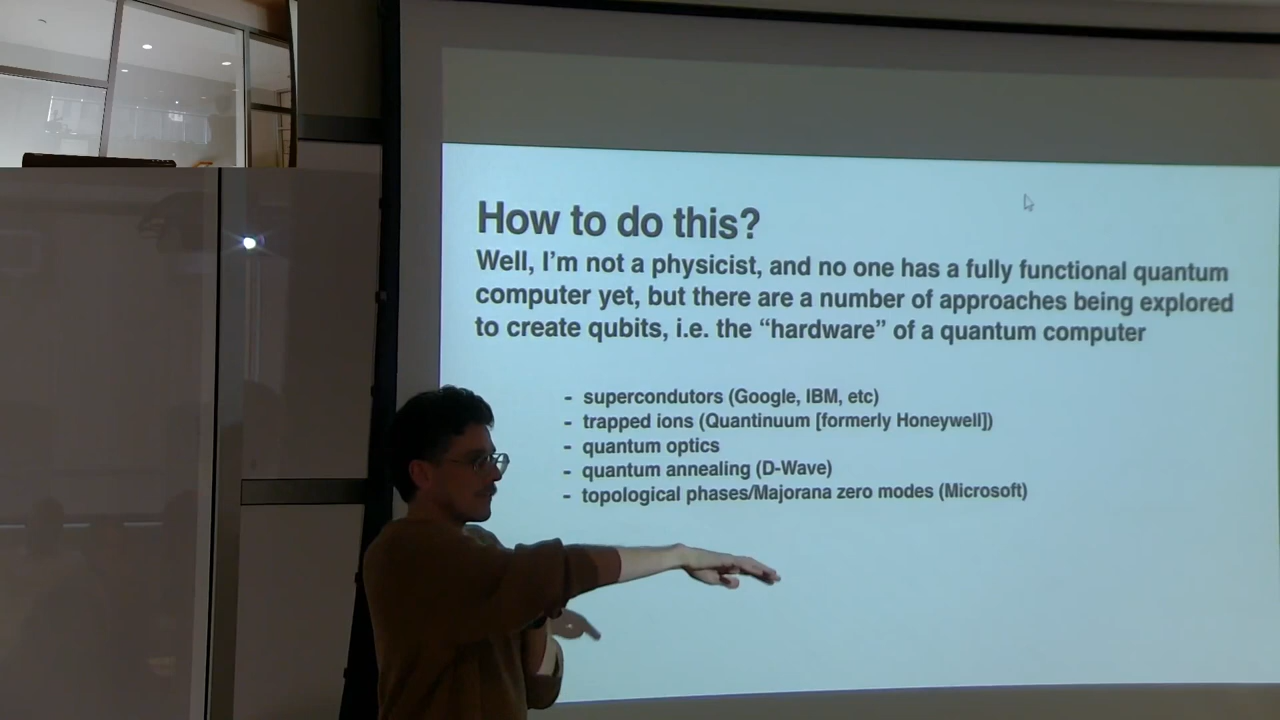 How to do this?
Well, I'm not a physicist, and no one has a fully functional quantum
computer yet, but there are a number of approaches being explored
to create qubits, i.e. the “hardware” of a quantum computer
- supercondutors (Google, IBM, etc)
- trapped ions (Quantinuum [formerly Honeywell])
- quantum optics
- quantum annealing (D-Wave)
- topological phases/Majorana zero modes (Microsoft)